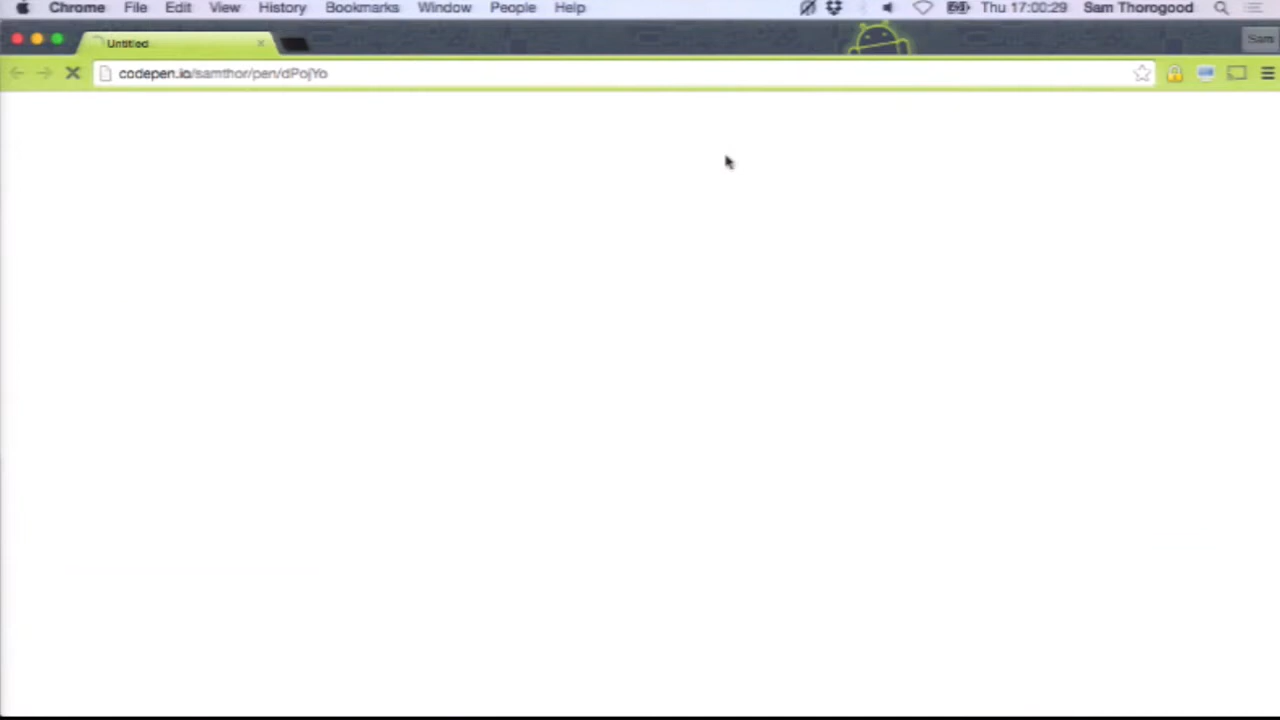 Chrome File Edit View History Bookmarks Window People Help Thu 17:00:29 Sam Thorogood
Untitled
Sam
codepen.io/samthor/pen/dPojYo